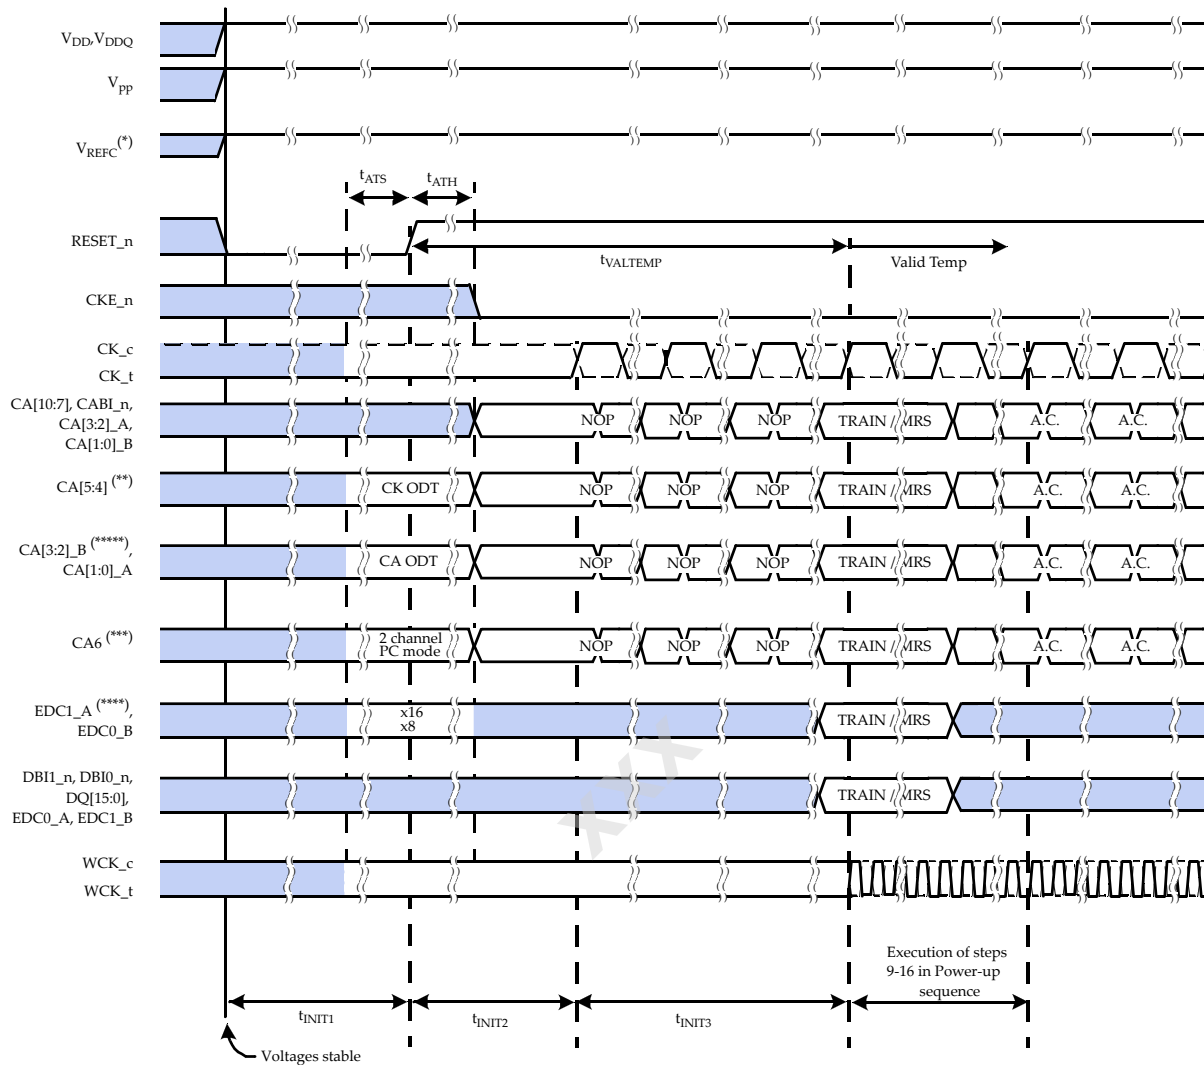 VDD,VDDQ
Vpp
VREFC(*)
tATS
tATH
RESET_n
tVALTEMP
Valid Temp
CKE_n
CK_c
CK_t
CA[10:7], CABI_n,
CA[3:2]_A,
CA[1:0]_B
NOP NOP NOP TRAIN / MRS A.C. A.C.
CA[5:4] (**)
CK ODT NOP NOP NOP TRAIN / MRS A.C. A.C.
CA[3:2]_B (*****),
CA[1:0]_A
CA ODT NOP NOP NOP TRAIN / MRS A.C. A.C.
CA6 (***)
2 channel
PC mode
NOP NOP NOP TRAIN / MRS A.C. A.C.
EDC1_A (****),
EDC0_B
x16
x8
TRAIN / MRS
DBI1_n, DBI0_n,
DQ[15:0],
EDC0_A, EDC1_B
TRAIN / MRS
xxx
WCK_c
WCK_t
Execution of steps
9-16 in Power-up
sequence
tINIT1
tINIT2
tINIT3
Voltages stable